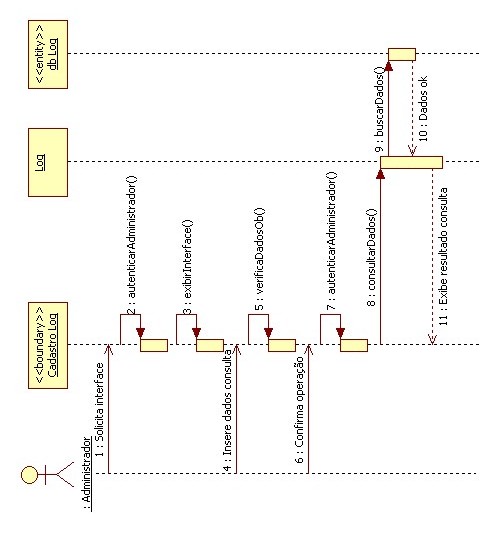 : Administrador
<<boundary>>
Cadastro Log
Log
<<entity>>
db Log
1 : Solicita interface
2 : autenticarAdministrador()
3 : exibirInterface()
4 : Insere dados consulta
5 : verificaDadosOb()
6 : Confirma operação
7 : autenticarAdministrador()
8 : consultarDados()
9 : buscarDados()
10 : Dados ok
11 : Exibe resultado consulta